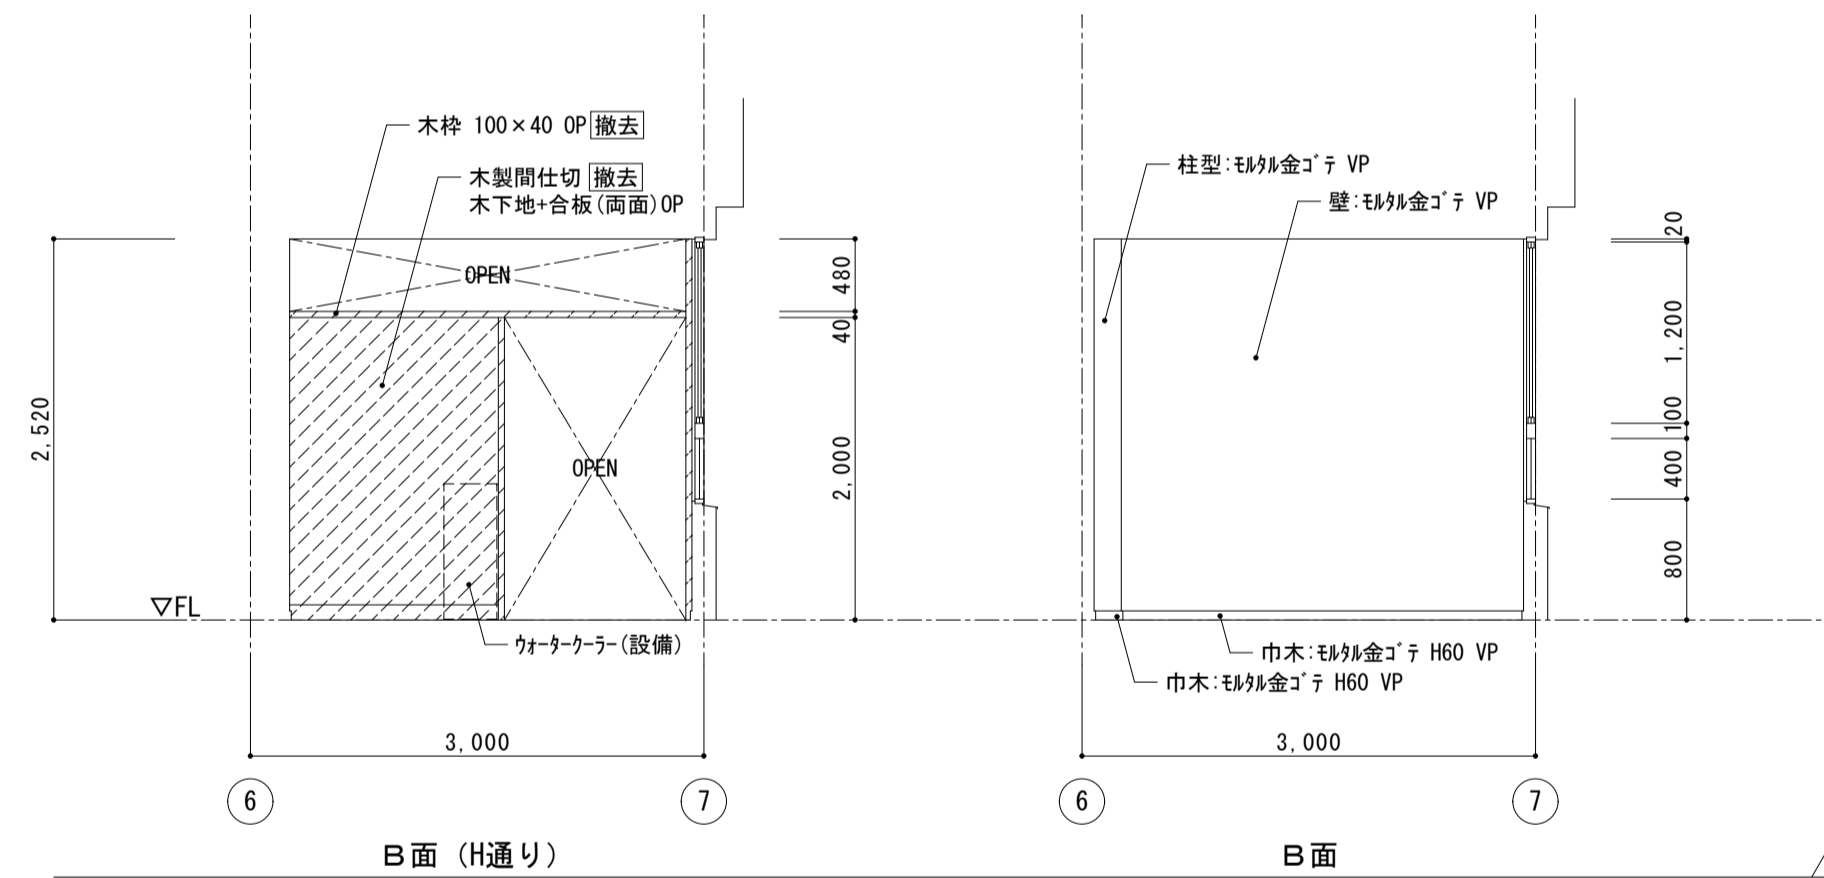 木枠 100×40 OP 撤去
木製間仕切 撤去
木下地+合板(両面)OP
OPEN
OPEN
2,520
480
40
2,000
▽FL
ｳｫｰﾀｰｸｰﾗｰ(設備)
3,000
6
7
B面 (H通り)
柱型:ﾓﾙﾀﾙ金ｺﾞﾃ VP
壁:ﾓﾙﾀﾙ金ｺﾞﾃ VP
20
1,200
100
400
800
巾木:ﾓﾙﾀﾙ金ｺﾞﾃ H60 VP
巾木:ﾓﾙﾀﾙ金ｺﾞﾃ H60 VP
3,000
6
7
B面